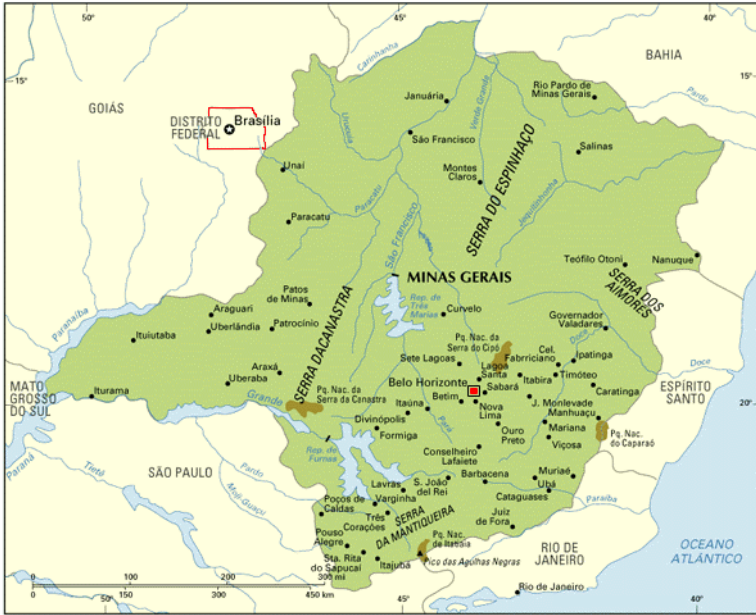 50°
45°
40°
BAHIA
Carinhanha
15°
15°
GOIÁS
Januária
Verde Grande
Rio Pardo de
Minas Gerais
Pardo
DISTRITO
FEDERAL
Brasília
Urucuia
São Francisco
SERRA DO ESPINHAÇO
Salinas
Unaí
Montes
Claros
Paracatu
Jequitinhonha
Paracatu
São Francisco
Teófilo Otoni
Nanuque
MINAS GERAIS
SERRA DOS
AIMORÉS
Patos
de Minas
Rep. de
Três
Marias
SERRA DACANASTRA
Araguari
Curvelo
Governador
Valadares
Paranaíba
Uberlândia
Patrocínio
Pq. Nac. da
Serra do Cipó
Doce
Ituiutaba
Cel.
Fabrriciano
Ipatinga
Sete Lagoas
Lagoa
Santa
Doce
Araxá
Itabira
Timóteo
MATO
GROSSO
DO SUL
Uberaba
Belo Horizonte
Sabará
Caratinga
ESPÍRITO
SANTO
Iturama
Pq. Nac. da
Serra da Canastra
Betim
J. Monlevade
Grande
Itaúna
Nova
Lima
Manhuaçu
20°
Divinópolis
Pará
Ouro
Preto
Mariana
Pq. Nac.
do Caparaó
Formiga
Viçosa
Rep. de
Furnas
Conselheiro
Lafaiete
Paraná
Tietê
SÃO PAULO
Pardo
Barbacena
Muriaé
Moji-Guaçu
Lavras
S. João
del Rei
Ubá
Poços de
Caldas
Varginha
Cataguases
Paraíba
Três
Corações
SERRA
DA MANTIQUEIRA
Juiz
de Fora
Pouso
Alegre
Pq. Nac.
de Itatiaia
OCEANO
ATLÂNTICO
Sta. Rita
do Sapucaí
Itajubá
Pico das Agulhas Negras
RIO DE
JANEIRO
0 100 200 300 mi
0 150 300 450 km
Rio de Janeiro
50°
45°